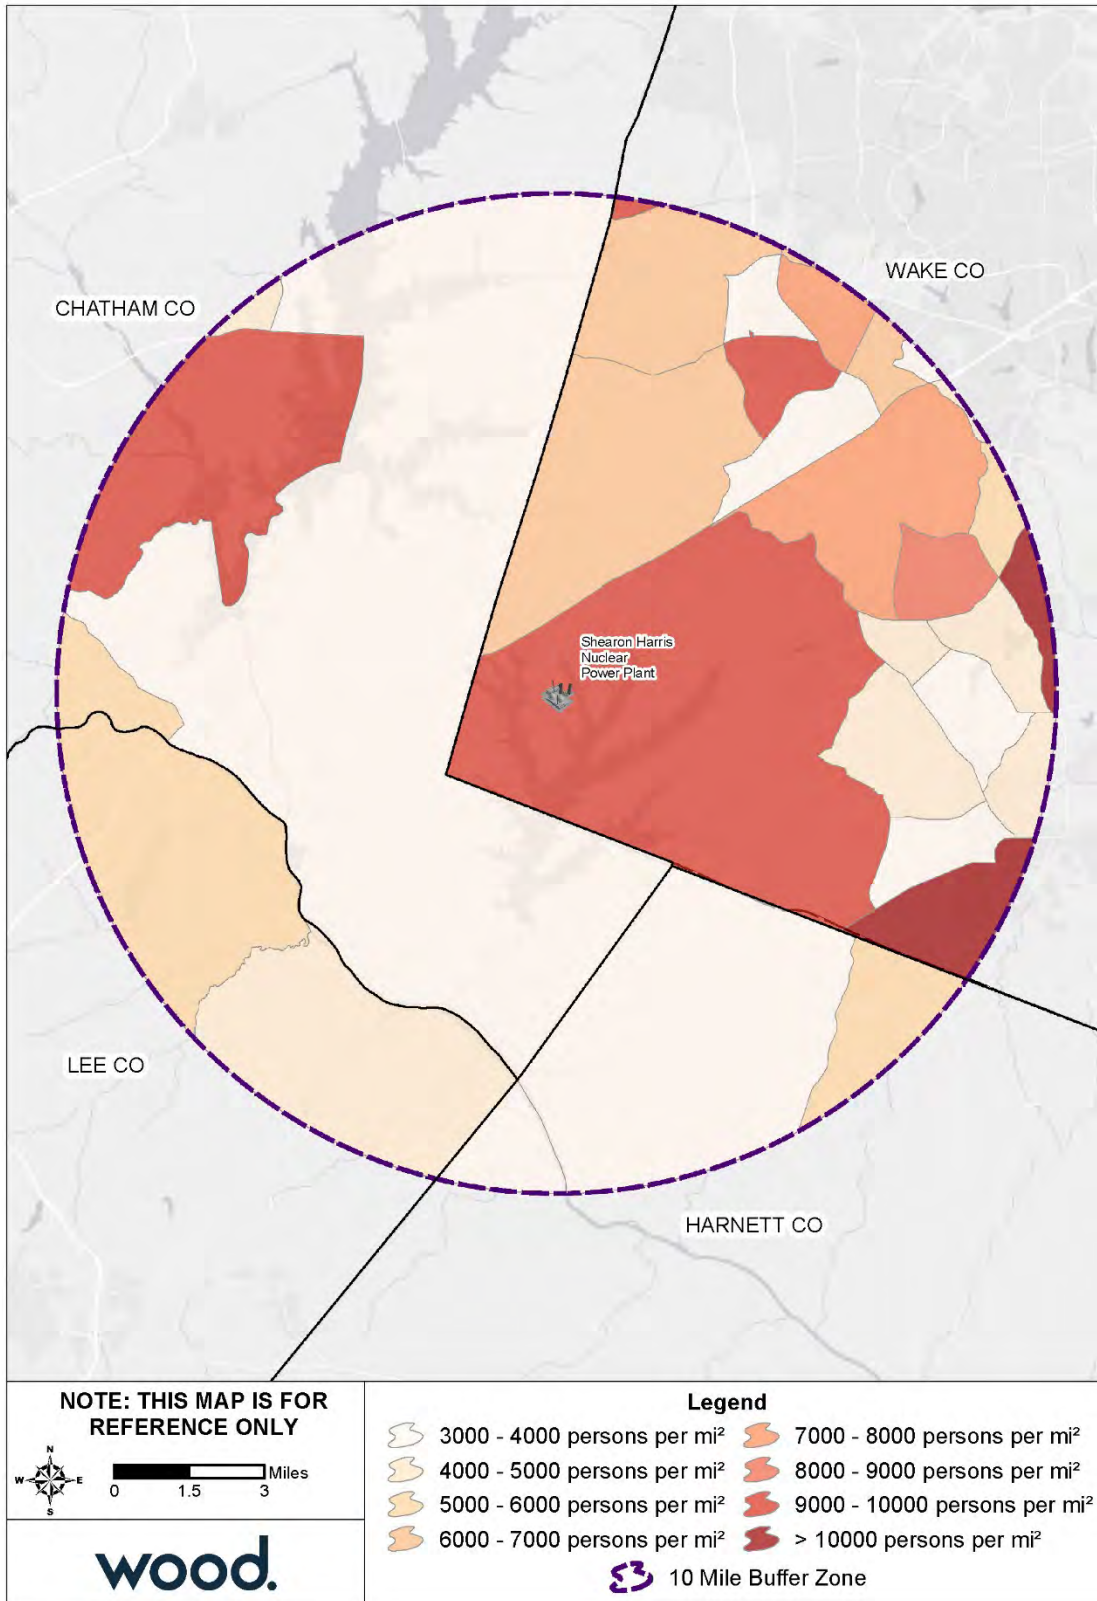 WAKE CO
CHATHAM CO
Shearon Harris
Nuclear
Power Plant
LEE CO
HARNETT CO
NOTE: THIS MAP IS FOR
REFERENCE ONLY
N
W E
S
Miles
0 1.5 3
wood.
Legend
3000 - 4000 persons per mi²
4000 - 5000 persons per mi²
5000 - 6000 persons per mi²
6000 - 7000 persons per mi²
7000 - 8000 persons per mi²
8000 - 9000 persons per mi²
9000 - 10000 persons per mi²
> 10000 persons per mi²
10 Mile Buffer Zone